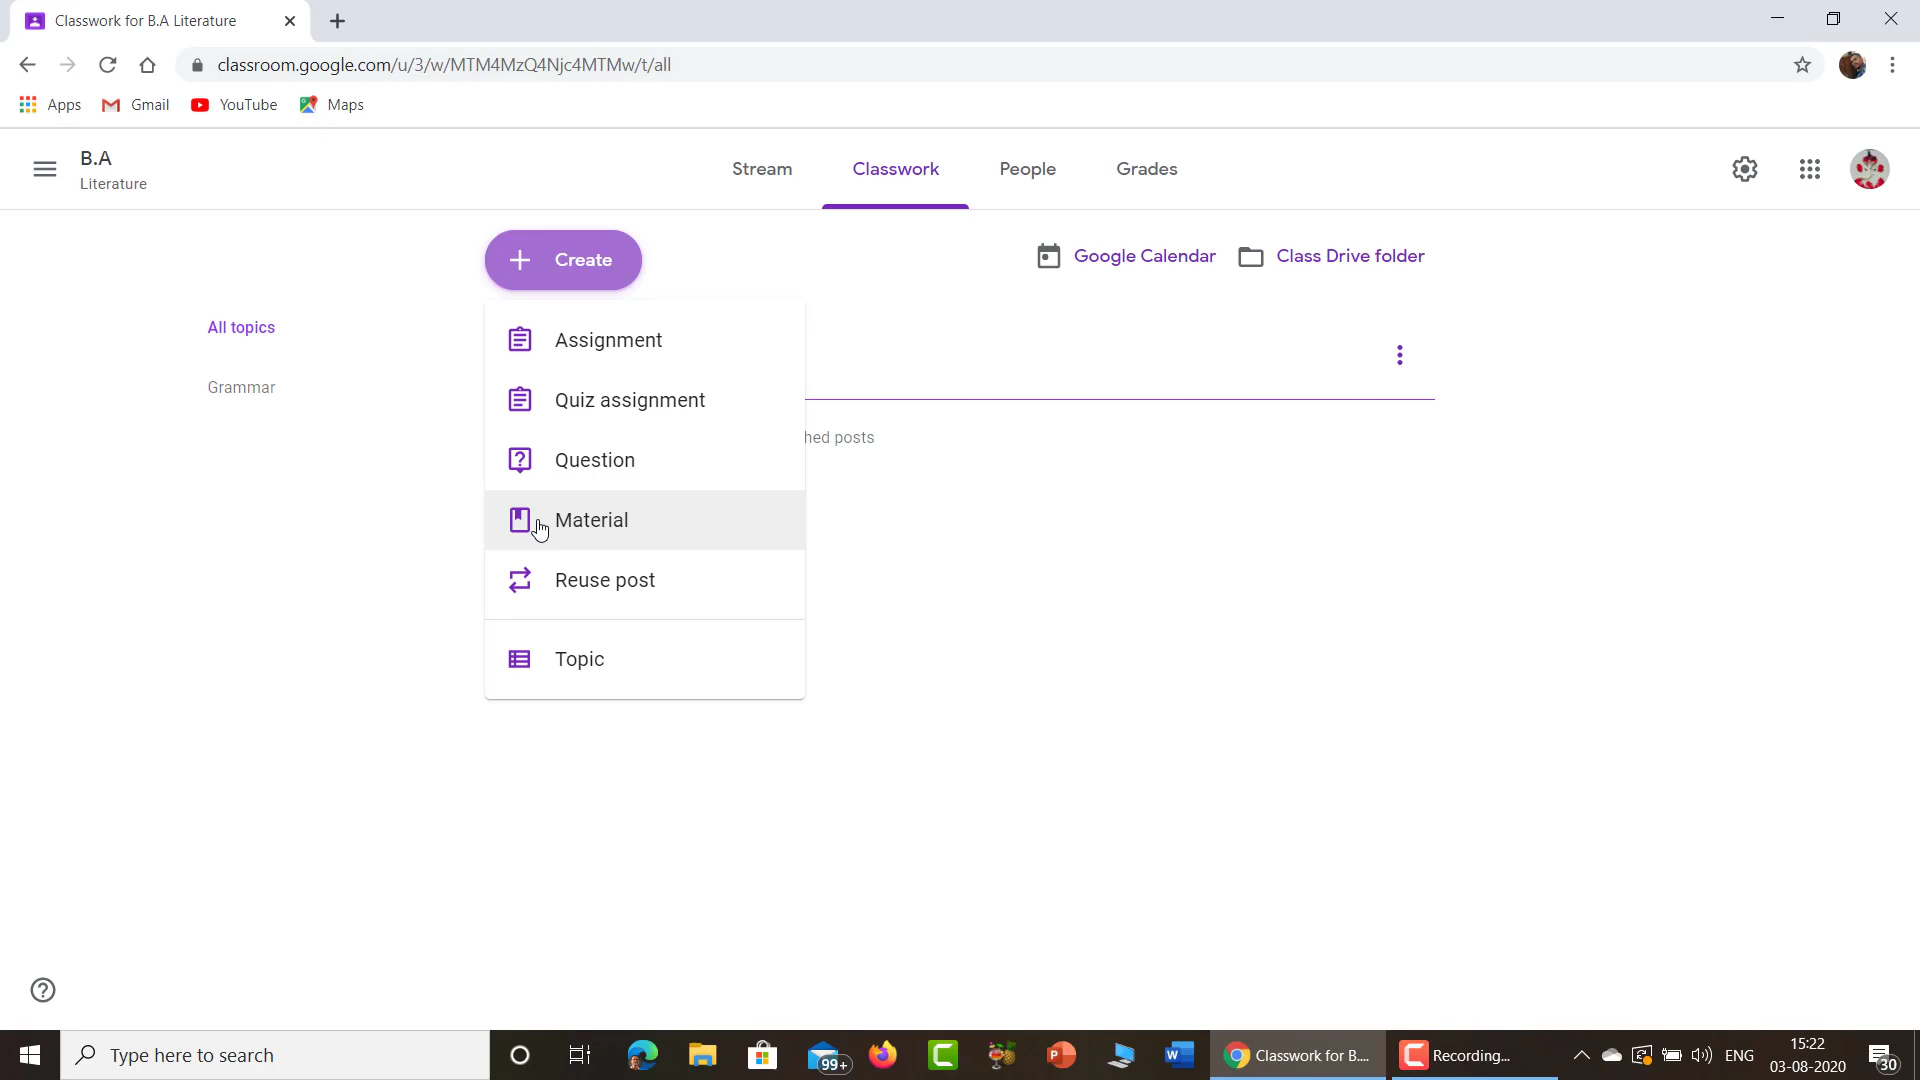 Classwork for B.A Literature
classroom.google.com/u/3/w/MTM4MzQ4Njc4MTMw/t/all
Apps Gmail YouTube Maps
B.A
Literature
Stream Classwork People Grades
Create
Google Calendar Class Drive folder
All topics
Grammar
Assignment
Quiz assignment
hed posts
Question
Material
Reuse post
Topic
Type here to search
99+
Classwork for B....
Recording...
ENG
15:22
03-08-2020
30